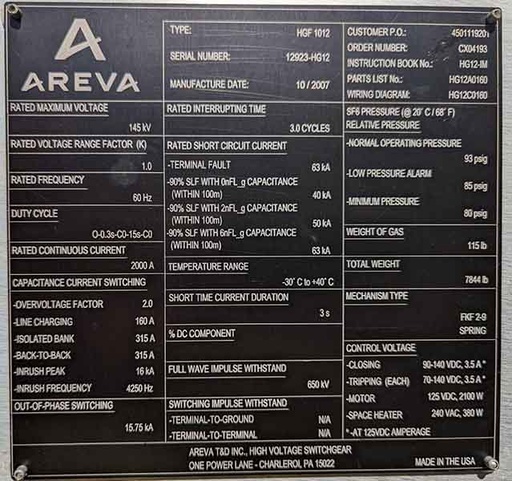 AREVA
TYPE: HGF 1012
SERIAL NUMBER: 12923-HG12
MANUFACTURE DATE: 10 / 2007
CUSTOMER P.O.: 450111920
ORDER NUMBER: CX04193
INSTRUCTION BOOK No.: HG12-IM
PARTS LIST No.: HG12A0160
WIRING DIAGRAM: HG12C0160
RATED MAXIMUM VOLTAGE
145 kV
RATED VOLTAGE RANGE FACTOR (K)
1.0
RATED FREQUENCY
60 Hz
DUTY CYCLE
O-0.3s-CO-15s-CO
RATED CONTINUOUS CURRENT
2000 A
CAPACITANCE CURRENT SWITCHING
-OVERVOLTAGE FACTOR 2.0
-LINE CHARGING 160 A
-ISOLATED BANK 315 A
-BACK-TO-BACK 315 A
-INRUSH PEAK 16 kA
-INRUSH FREQUENCY 4250 Hz
OUT-OF-PHASE SWITCHING
15.75 kA
RATED INTERRUPTING TIME
3.0 CYCLES
RATED SHORT CIRCUIT CURRENT
-TERMINAL FAULT 63 kA
-90% SLF WITH 0nFL_g CAPACITANCE
(WITHIN 100m) 40 kA
-90% SLF WITH 2nFL_g CAPACITANCE
(WITHIN 100m) 50 kA
-90% SLF WITH 6nFL_g CAPACITANCE
(WITHIN 100m) 63 kA
TEMPERATURE RANGE
-30° C to +40° C
SHORT TIME CURRENT DURATION
3 s
% DC COMPONENT
FULL WAVE IMPULSE WITHSTAND
650 kV
SWITCHING IMPULSE WITHSTAND
-TERMINAL-TO-GROUND N/A
-TERMINAL-TO-TERMINAL N/A
SF6 PRESSURE (@ 20° C / 68° F)
RELATIVE PRESSURE
-NORMAL OPERATING PRESSURE
93 psig
-LOW PRESSURE ALARM
85 psig
-MINIMUM PRESSURE
80 psig
WEIGHT OF GAS
115 lb
TOTAL WEIGHT
7844 lb
MECHANISM TYPE
FKF 2-9
SPRING
CONTROL VOLTAGE
-CLOSING 90-140 VDC, 3.5 A *
-TRIPPING (EACH) 70-140 VDC, 3.5 A *
-MOTOR 125 VDC, 2100 W
-SPACE HEATER 240 VAC, 380 W
* -AT 125VDC AMPERAGE
AREVA T&D INC., HIGH VOLTAGE SWITCHGEAR
ONE POWER LANE - CHARLEROI, PA 15022
MADE IN THE USA